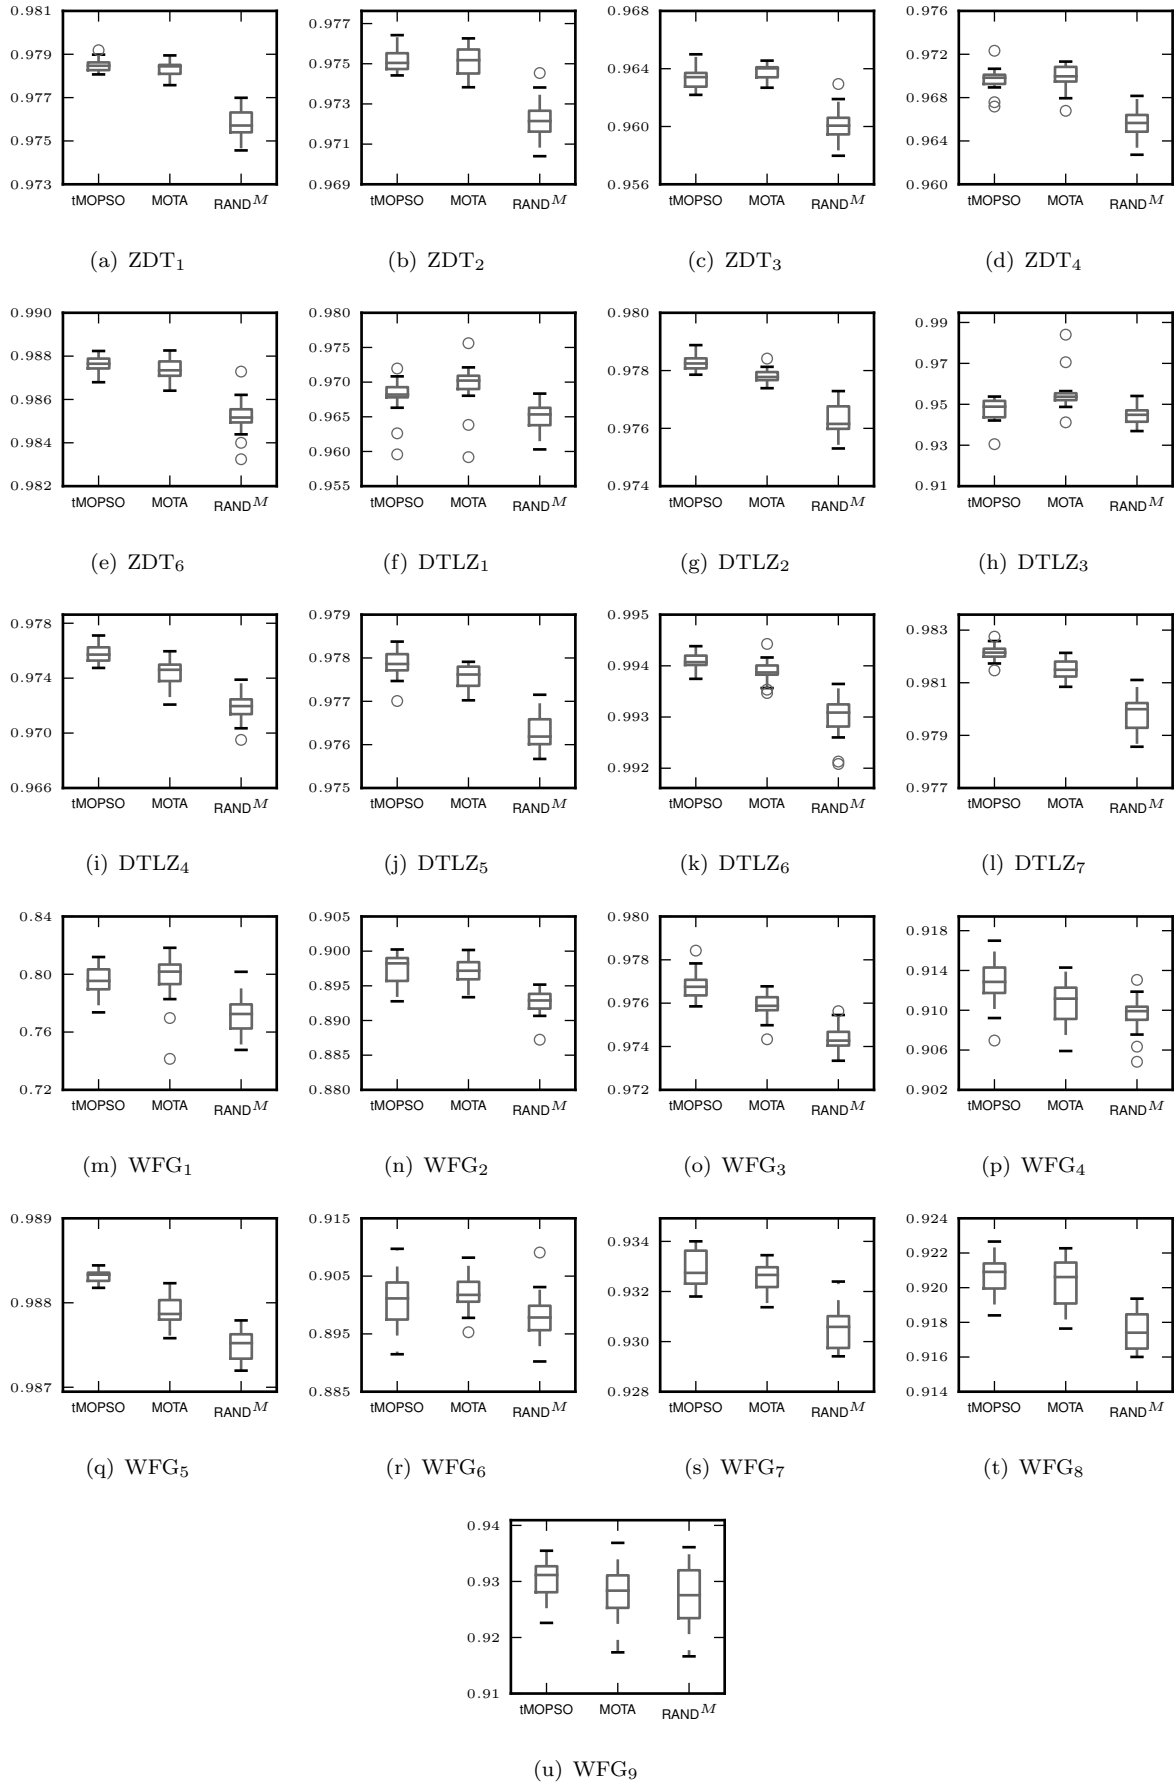 0.981 0.979 0.977 0.975 0.973 tMOPSO MOTA RAND^M
(a) ZDT₁
0.977 0.975 0.973 0.971 0.969 tMOPSO MOTA RAND^M
(b) ZDT₂
0.968 0.964 0.960 0.956 tMOPSO MOTA RAND^M
(c) ZDT₃
0.976 0.972 0.968 0.964 0.960 tMOPSO MOTA RAND^M
(d) ZDT₄
0.990 0.988 0.986 0.984 0.982 tMOPSO MOTA RAND^M
(e) ZDT₆
0.980 0.975 0.970 0.965 0.960 0.955 tMOPSO MOTA RAND^M
(f) DTLZ₁
0.980 0.978 0.976 0.974 tMOPSO MOTA RAND^M
(g) DTLZ₂
0.99 0.97 0.95 0.93 0.91 tMOPSO MOTA RAND^M
(h) DTLZ₃
0.978 0.974 0.970 0.966 tMOPSO MOTA RAND^M
(i) DTLZ₄
0.979 0.978 0.977 0.976 0.975 tMOPSO MOTA RAND^M
(j) DTLZ₅
0.995 0.994 0.993 0.992 tMOPSO MOTA RAND^M
(k) DTLZ₆
0.983 0.981 0.979 0.977 tMOPSO MOTA RAND^M
(l) DTLZ₇
0.84 0.80 0.76 0.72 tMOPSO MOTA RAND^M
(m) WFG₁
0.905 0.900 0.895 0.890 0.885 0.880 tMOPSO MOTA RAND^M
(n) WFG₂
0.980 0.978 0.976 0.974 0.972 tMOPSO MOTA RAND^M
(o) WFG₃
0.918 0.914 0.910 0.906 0.902 tMOPSO MOTA RAND^M
(p) WFG₄
0.989 0.988 0.987 tMOPSO MOTA RAND^M
(q) WFG₅
0.915 0.905 0.895 0.885 tMOPSO MOTA RAND^M
(r) WFG₆
0.934 0.932 0.930 0.928 tMOPSO MOTA RAND^M
(s) WFG₇
0.924 0.922 0.920 0.918 0.916 0.914 tMOPSO MOTA RAND^M
(t) WFG₈
0.94 0.93 0.92 0.91 tMOPSO MOTA RAND^M
(u) WFG₉